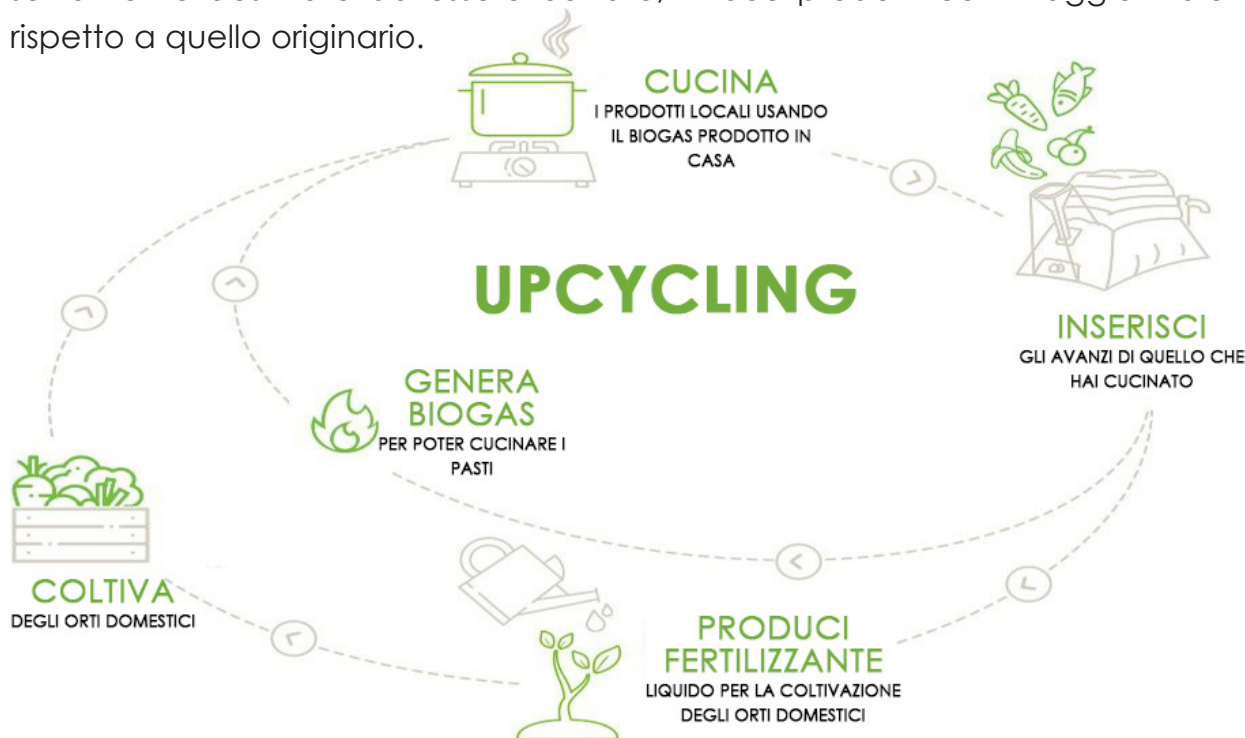 rispetto a quello originario.
CUCINA
I PRODOTTI LOCALI USANDO
IL BIOGAS PRODOTTO IN
CASA
UPCYCLING
INSERISCI
GLI AVANZI DI QUELLO CHE
HAI CUCINATO
GENERA
BIOGAS
PER POTER CUCINARE I
PASTI
COLTIVA
DEGLI ORTI DOMESTICI
PRODUCI
FERTILIZZANTE
LIQUIDO PER LA COLTIVAZIONE
DEGLI ORTI DOMESTICI